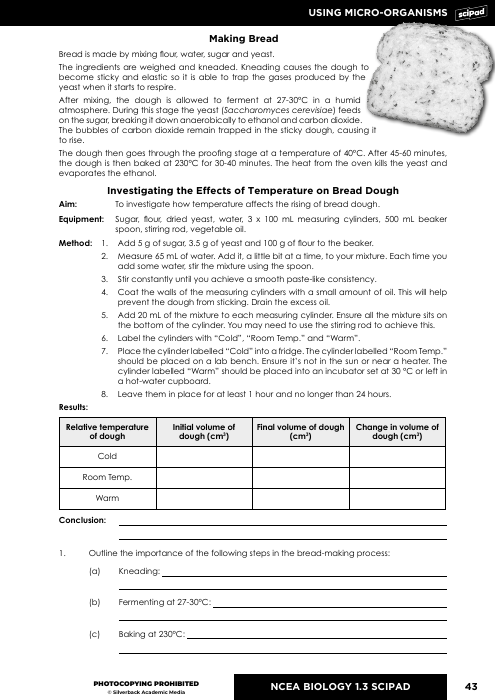 USING MICRO-ORGANISMS
scipad
Making Bread
Bread is made by mixing flour, water, sugar and yeast.
The ingredients are weighed and kneaded. Kneading causes the dough to
become sticky and elastic so it is able to trap the gases produced by the
yeast when it starts to respire.
After mixing, the dough is allowed to ferment at 27-30°C in a humid
atmosphere. During this stage the yeast (Saccharomyces cerevisiae) feeds
on the sugar, breaking it down anaerobically to ethanol and carbon dioxide.
The bubbles of carbon dioxide remain trapped in the sticky dough, causing it
to rise.
The dough then goes through the proofing stage at a temperature of 40°C. After 45-60 minutes,
the dough is then baked at 230°C for 30-40 minutes. The heat from the oven kills the yeast and
evaporates the ethanol.
Investigating the Effects of Temperature on Bread Dough
Aim: To investigate how temperature affects the rising of bread dough.
Equipment: Sugar, flour, dried yeast, water, 3 x 100 mL measuring cylinders, 500 mL beaker
spoon, stirring rod, vegetable oil.
Method: 1. Add 5 g of sugar, 3.5 g of yeast and 100 g of flour to the beaker.
2. Measure 65 mL of water. Add it, a little bit at a time, to your mixture. Each time you
add some water, stir the mixture using the spoon.
3. Stir constantly until you achieve a smooth paste-like consistency.
4. Coat the walls of the measuring cylinders with a small amount of oil. This will help
prevent the dough from sticking. Drain the excess oil.
5. Add 20 mL of the mixture to each measuring cylinder. Ensure all the mixture sits on
the bottom of the cylinder. You may need to use the stirring rod to achieve this.
6. Label the cylinders with “Cold”, “Room Temp.” and “Warm”.
7. Place the cylinder labelled “Cold” into a fridge. The cylinder labelled “Room Temp.”
should be placed on a lab bench. Ensure it’s not in the sun or near a heater. The
cylinder labelled “Warm” should be placed into an incubator set at 30 °C or left in
a hot-water cupboard.
8. Leave them in place for at least 1 hour and no longer than 24 hours.
Results:
Relative temperature of dough
Initial volume of dough (cm³)
Final volume of dough (cm³)
Change in volume of dough (cm³)
Cold
Room Temp.
Warm
Conclusion:
1. Outline the importance of the following steps in the bread-making process:
(a) Kneading:
(b) Fermenting at 27-30°C:
(c) Baking at 230°C:
PHOTOCOPYING PROHIBITED
© Silverback Academic Media
NCEA BIOLOGY 1.3 SCIPAD
43